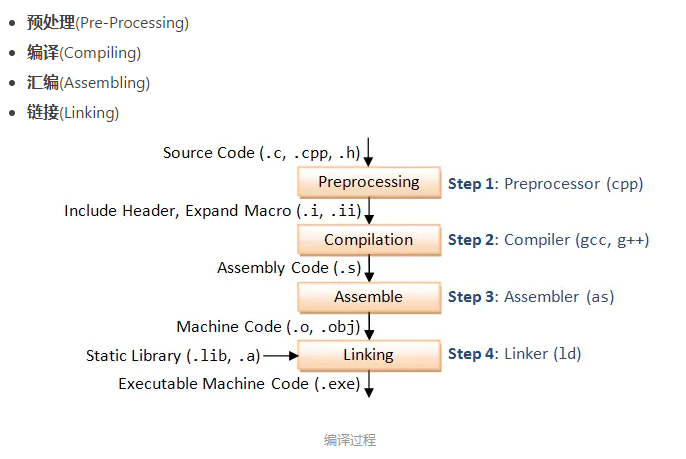 预处理(Pre-Processing)
编译(Compiling)
汇编(Assembling)
链接(Linking)
Source Code (.c, .cpp, .h)
Preprocessing
Step 1: Preprocessor (cpp)
Include Header, Expand Macro (.i, .ii)
Compilation
Step 2: Compiler (gcc, g++)
Assembly Code (.s)
Assemble
Step 3: Assembler (as)
Machine Code (.o, .obj)
Static Library (.lib, .a)
Linking
Step 4: Linker (ld)
Executable Machine Code (.exe)
编译过程